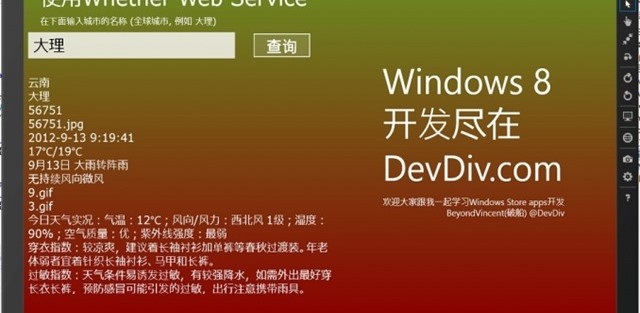 使用Whether Web Service
在下面输入城市的名称 (全球城市, 例如 大理)
大理
查询
云南
大理
56751
56751.jpg
2012-9-13 9:19:41
17℃/19℃
9月13日 大雨转阵雨
无持续风向微风
9.gif
3.gif
今日天气实况：气温：12℃；风向/风力：西北风 1级；湿度：
90%；空气质量：优；紫外线强度：最弱
穿衣指数：较凉爽，建议着长袖衬衫加单裤等春秋过渡装。年老
体弱者宜着针织长袖衬衫、马甲和长裤。
过敏指数：天气条件易诱发过敏，有较强降水，如需外出最好穿
长衣长裤，预防感冒可能引发的过敏，出行注意携带雨具。
Windows 8
开发尽在
DevDiv.com
欢迎大家跟我一起学习Windows Store apps开发
BeyondVincent(破船) @DevDiv